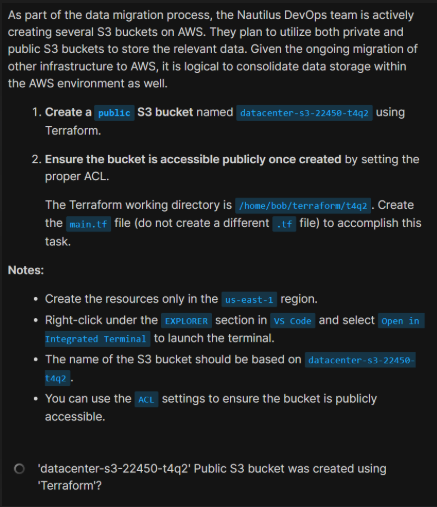 As part of the data migration process, the Nautilus DevOps team is actively
creating several S3 buckets on AWS. They plan to utilize both private and
public S3 buckets to store the relevant data. Given the ongoing migration of
other infrastructure to AWS, it is logical to consolidate data storage within
the AWS environment as well.
1. Create a public S3 bucket named datacenter-s3-22450-t4q2 using
Terraform.
2. Ensure the bucket is accessible publicly once created by setting the
proper ACL.
The Terraform working directory is /home/bob/terraform/t4q2 . Create
the main.tf file (do not create a different .tf file) to accomplish this
task.
Notes:
• Create the resources only in the us-east-1 region.
• Right-click under the EXPLORER section in VS Code and select Open in
Integrated Terminal to launch the terminal.
• The name of the S3 bucket should be based on datacenter-s3-22450-
t4q2 .
• You can use the ACL settings to ensure the bucket is publicly
accessible.
'datacenter-s3-22450-t4q2' Public S3 bucket was created using
'Terraform'?